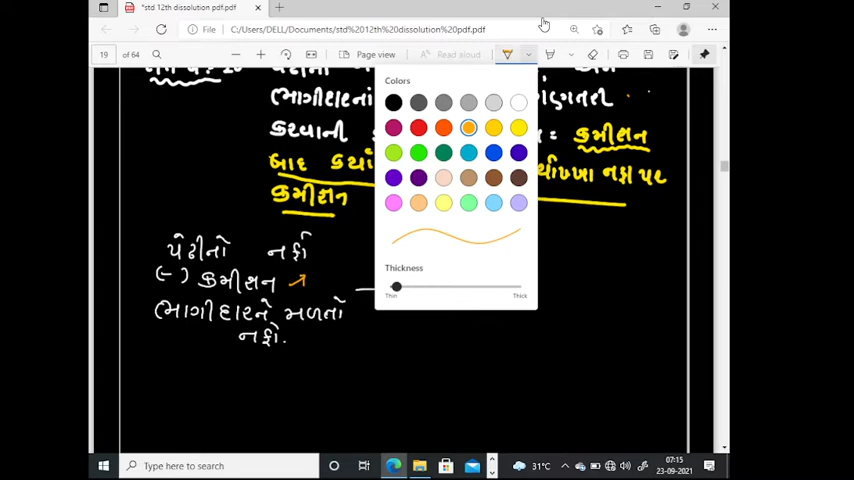 *std 12th dissolution pdf.pdf
File C:/Users/DELL/Documents/std%2012th%20dissolution%20pdf.pdf
19 of 64 Page view Read aloud
Colors
ભાગીદારનાં
કરવાની = કમીશન
બાદ કર્યા નફા પર
કમીશન
પેઢીનો નફો
(-) કમીશન
Thickness
Thin Thick
ભાગીદારને મળતો
નફો.
Type here to search 31°C 07:15
23-09-2021